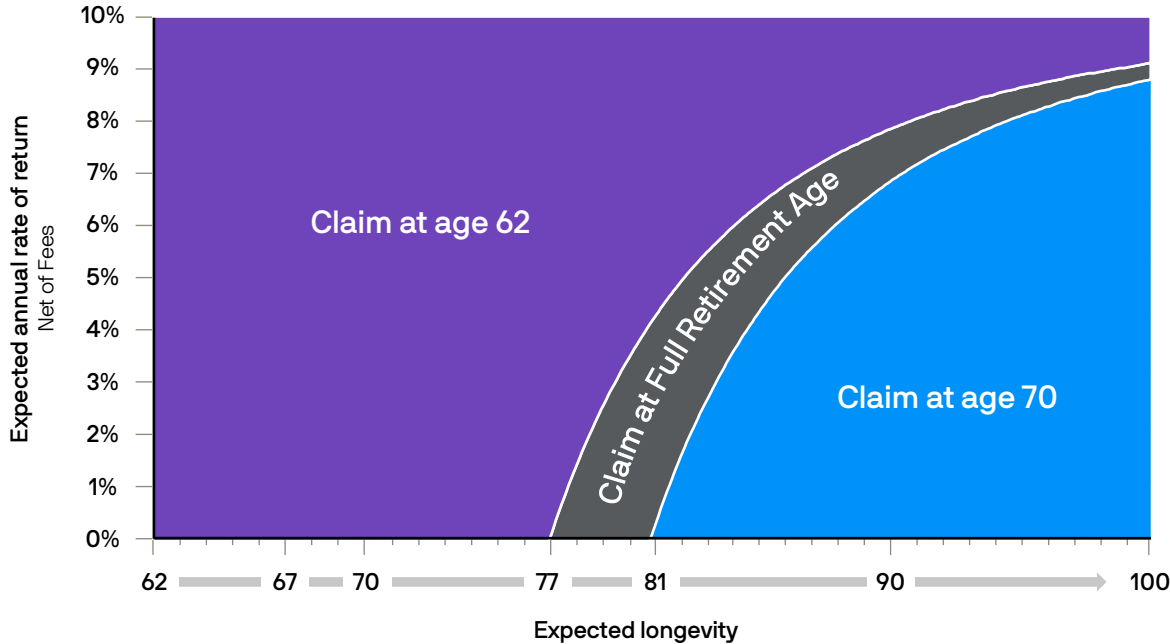 Expected annual rate of return
Net of Fees
10%
9%
8%
7%
6%
5%
4%
3%
2%
1%
0%
Claim at age 62
Claim at Full Retirement Age
Claim at age 70
62 67 70 77 81 90 100
Expected longevity